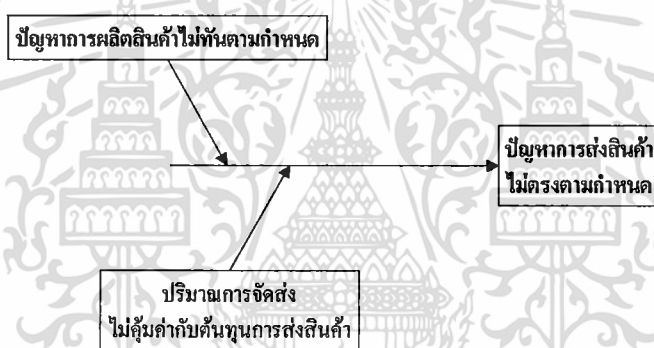 ปัญหาการผลิตสินค้าไม่ทันตามกำหนด
ปัญหาการส่งสินค้า
ไม่ตรงตามกำหนด
ปริมาณการจัดส่ง
ไม่คุ้มค่ากับต้นทุนการส่งสินค้า